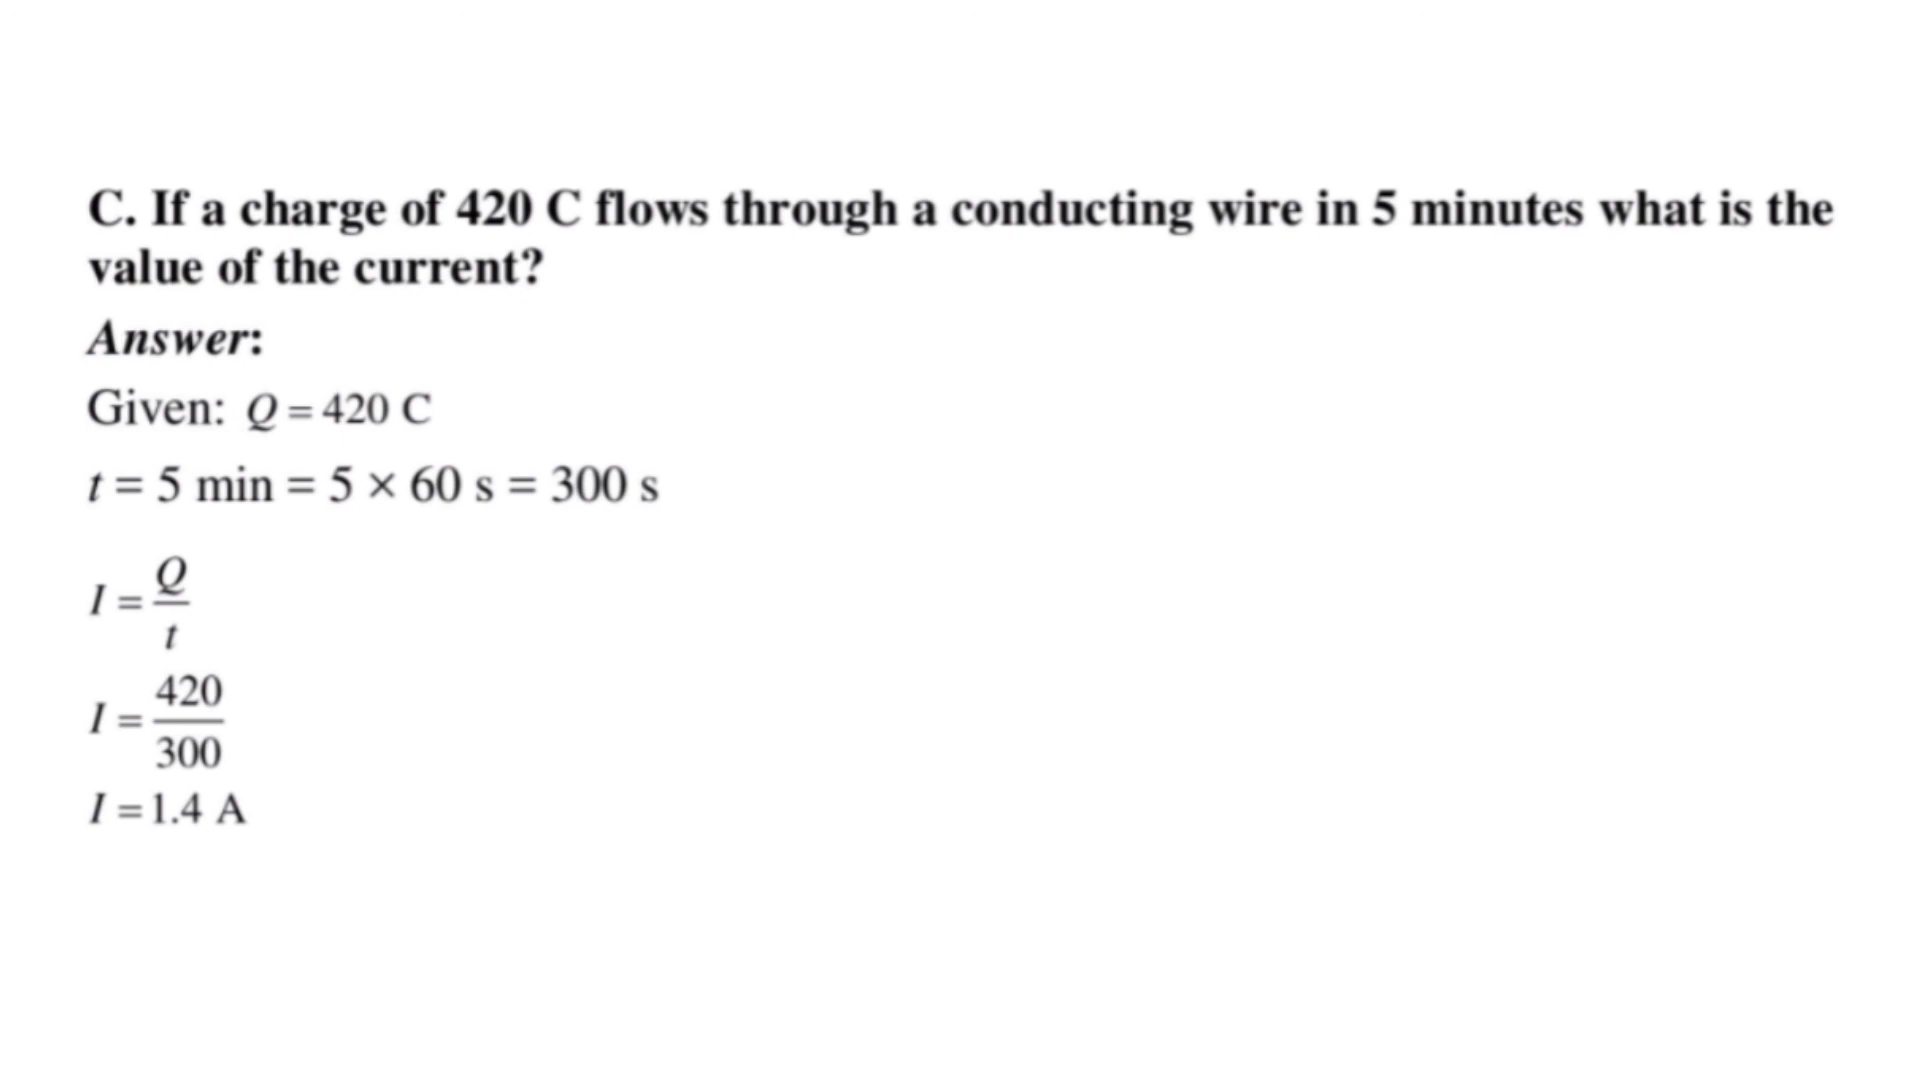 C. If a charge of 420 C flows through a conducting wire in 5 minutes what is the
value of the current?
Answer:
Given: Q = 420 C
t = 5 min = 5 × 60 s = 300 s
I = Q/t
I = 420/300
I = 1.4 A